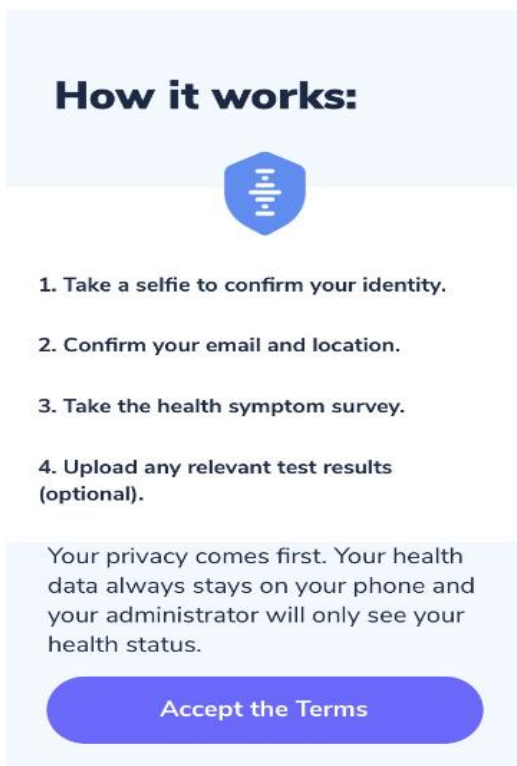 How it works:
1. Take a selfie to confirm your identity.
2. Confirm your email and location.
3. Take the health symptom survey.
4. Upload any relevant test results
(optional).
Your privacy comes first. Your health
data always stays on your phone and
your administrator will only see your
health status.
Accept the Terms